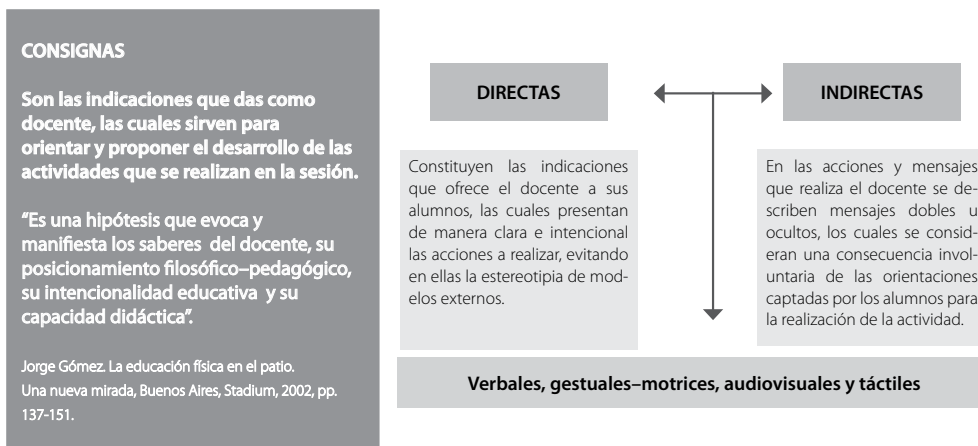 CONSIGNAS
Son las indicaciones que das como
docente, las cuales sirven para
orientar y proponer el desarrollo de las
actividades que se realizan en la sesión.
“Es una hipótesis que evoca y
manifiesta los saberes del docente, su
posicionamiento filosófico–pedagógico,
su intencionalidad educativa y su
capacidad didáctica”.
Jorge Gómez. La educación física en el patio.
Una nueva mirada, Buenos Aires, Stadium, 2002, pp.
137-151.
DIRECTAS
Constituyen las indicaciones
que ofrece el docente a sus
alumnos, las cuales presentan
de manera clara e intencional
las acciones a realizar, evitando
en ellas la estereotipia de mod-
elos externos.
INDIRECTAS
En las acciones y mensajes
que realiza el docente se de-
scriben mensajes dobles u
ocultos, los cuales se consid-
eran una consecuencia invol-
untaria de las orientaciones
captadas por los alumnos para
la realización de la actividad.
Verbales, gestuales–motrices, audiovisuales y táctiles